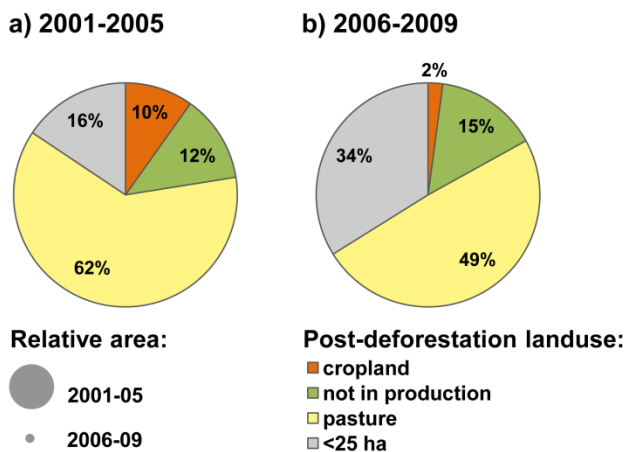 a) 2001-2005
b) 2006-2009
16%
10%
12%
62%
2%
15%
34%
49%
Relative area:
2001-05
2006-09
Post-deforestation landuse:
cropland
not in production
pasture
<25 ha